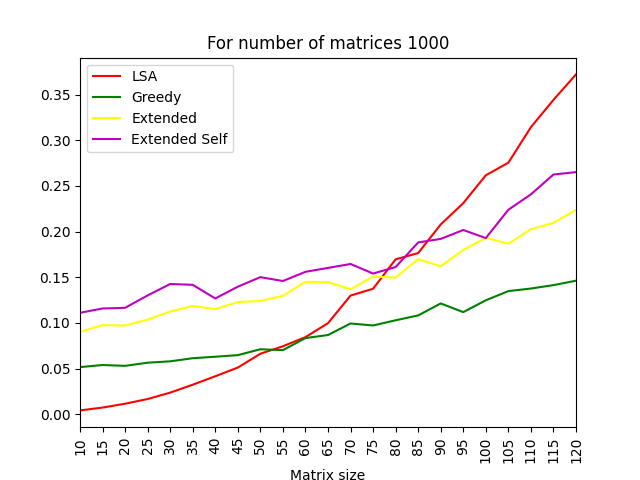 For number of matrices 1000
LSA
Greedy
Extended
Extended Self
0.35
0.30
0.25
0.20
0.15
0.10
0.05
0.00
10 15 20 25 30 35 40 45 50 55 60 65 70 75 80 85 90 95 100 105 110 115 120
Matrix size